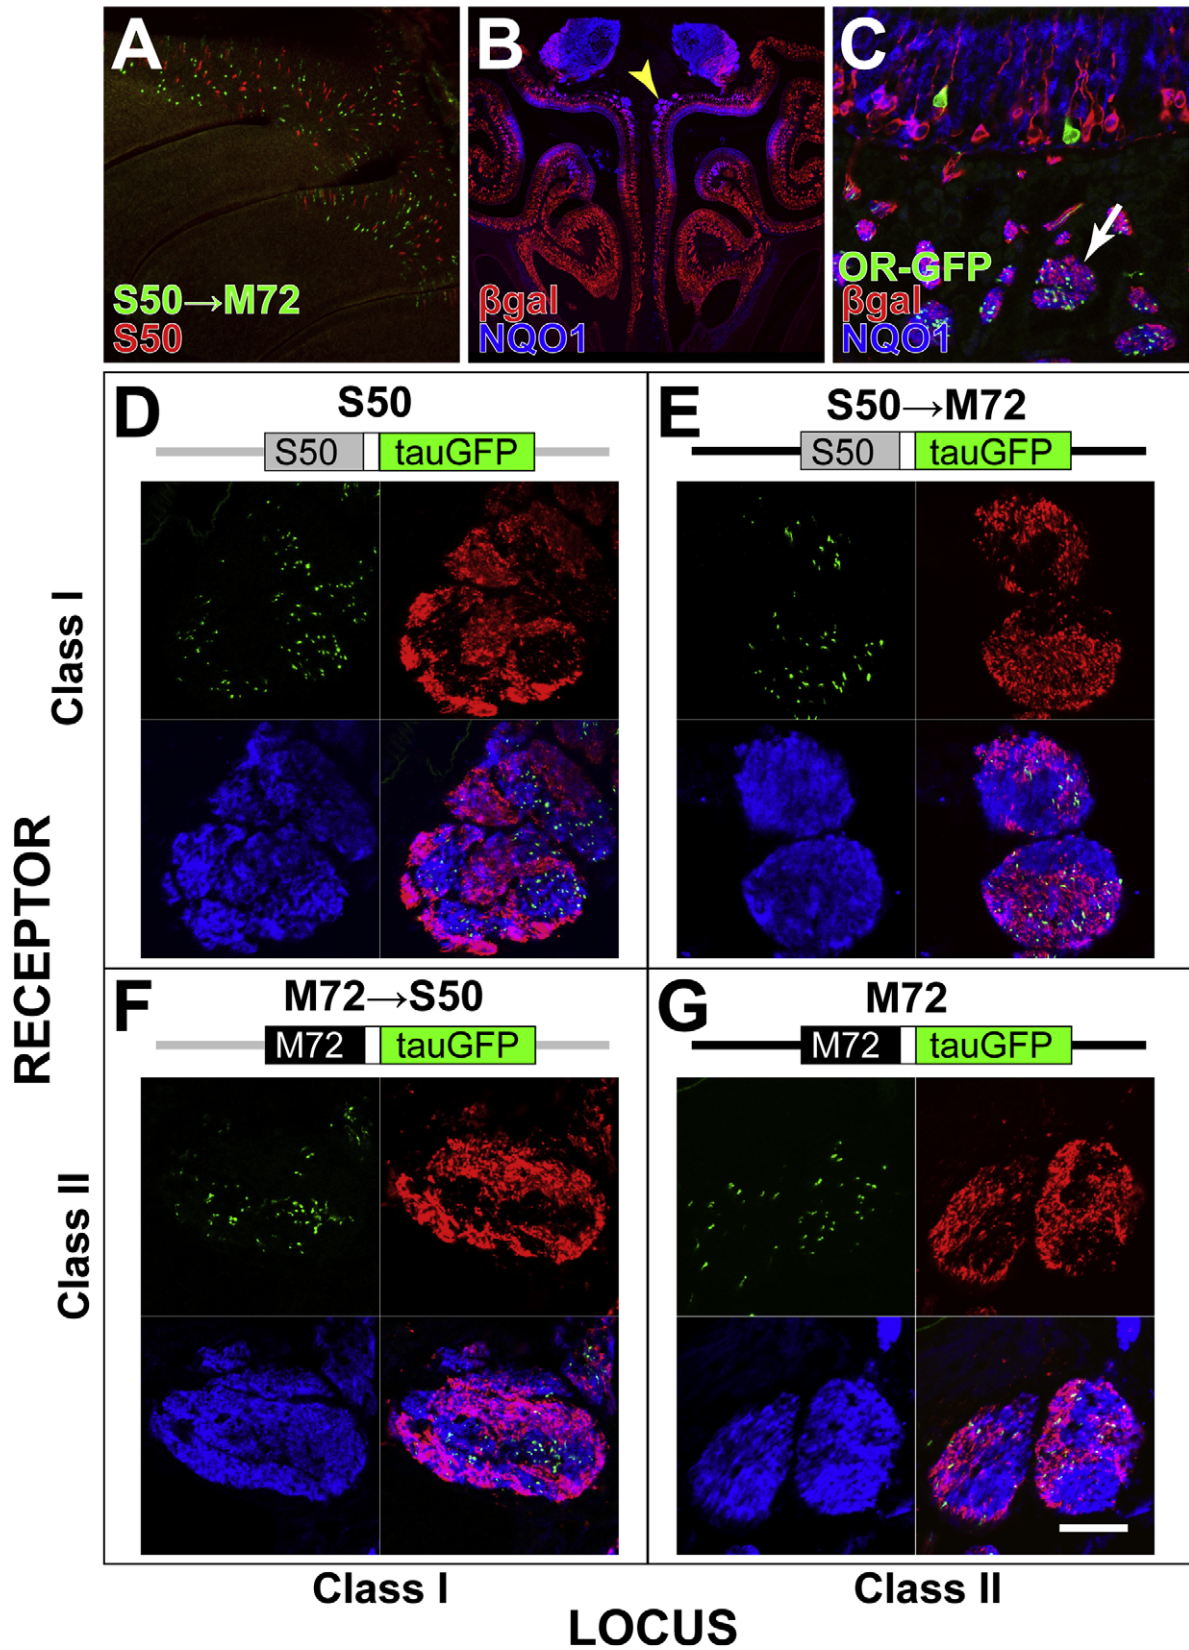 A
S50→M72
S50
B
βgal
NQO1
C
OR-GFP
βgal
NQO1
D
S50
S50
tauGFP
E
S50→M72
S50
tauGFP
F
M72→S50
M72
tauGFP
G
M72
M72
tauGFP
Class I
Class II
RECEPTOR
Class I
Class II
LOCUS